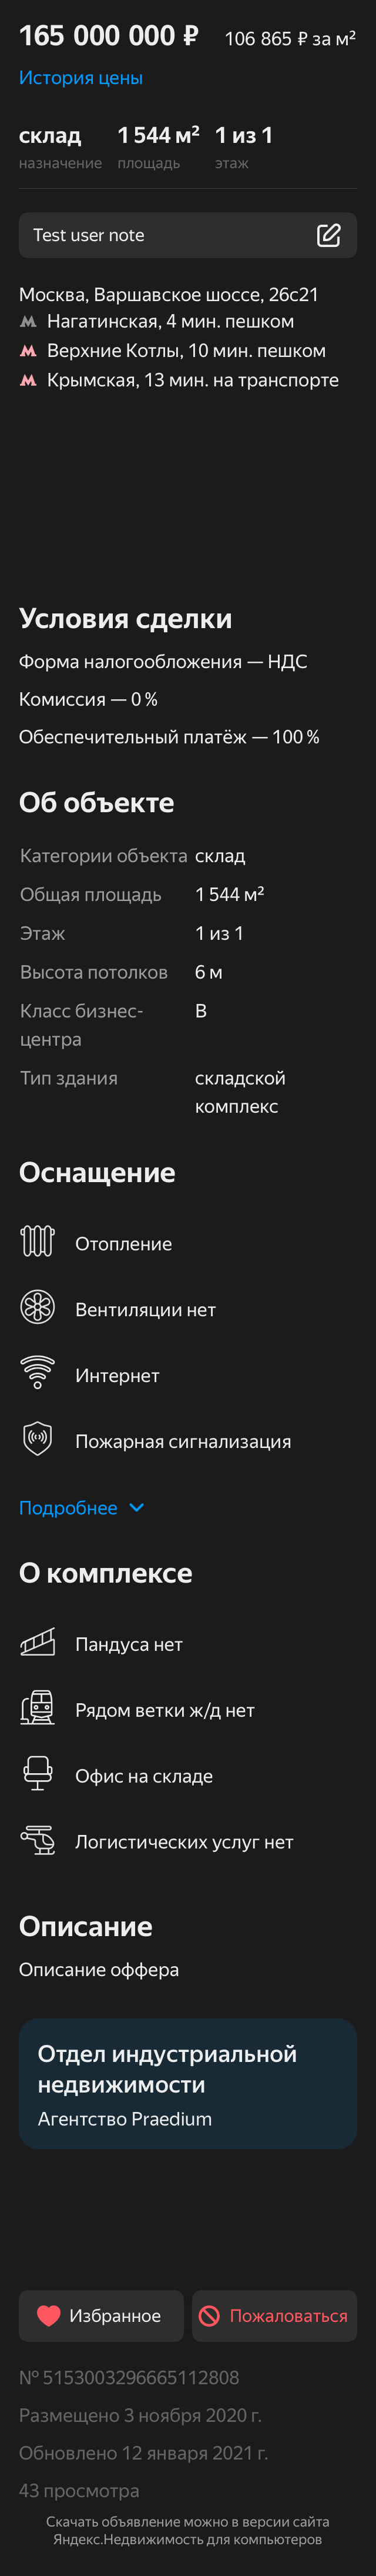 165 000 000 ₽ 106 865 ₽ за м²
История цены
склад 1 544 м² 1 из 1
назначение площадь этаж
Test user note
Москва, Варшавское шоссе, 26с21
Нагатинская, 4 мин. пешком
Верхние Котлы, 10 мин. пешком
Крымская, 13 мин. на транспорте
Условия сделки
Форма налогообложения — НДС
Комиссия — 0 %
Обеспечительный платёж — 100 %
Об объекте
Категории объекта склад
Общая площадь 1 544 м²
Этаж 1 из 1
Высота потолков 6 м
Класс бизнес- B
центра
Тип здания складской
комплекс
Оснащение
Отопление
Вентиляции нет
Интернет
Пожарная сигнализация
Подробнее
О комплексе
Пандуса нет
Рядом ветки ж/д нет
Офис на складе
Логистических услуг нет
Описание
Описание оффера
Отдел индустриальной
недвижимости
Агентство Praedium
Избранное Пожаловаться
№ 5153003296665112808
Размещено 3 ноября 2020 г.
Обновлено 12 января 2021 г.
43 просмотра
Скачать объявление можно в версии сайта
Яндекс.Недвижимость для компьютеров